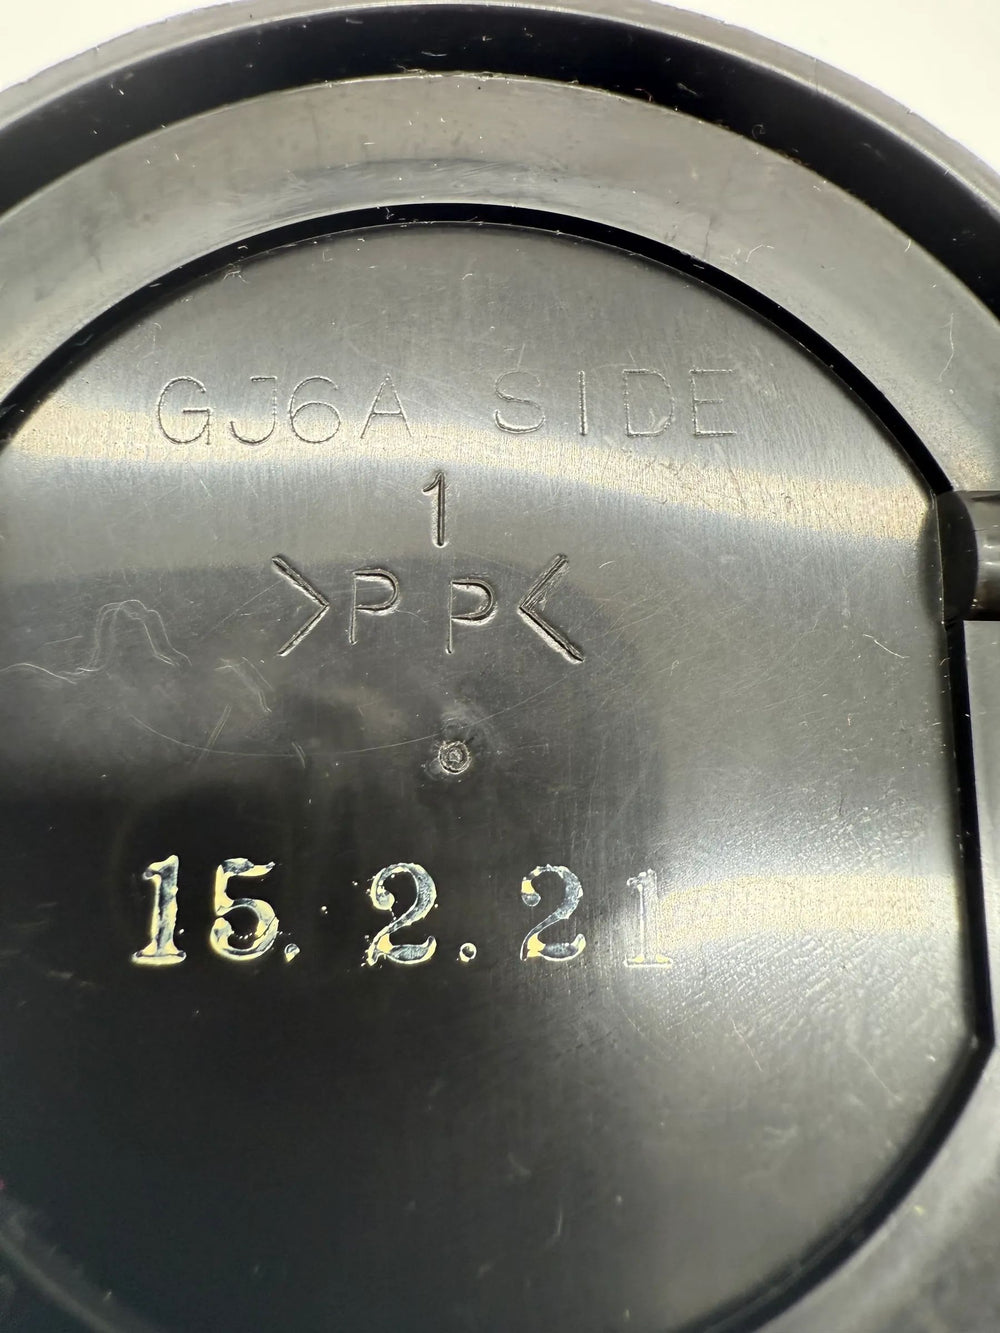 GJ6A SIDE
1
>PP<
15.2.21